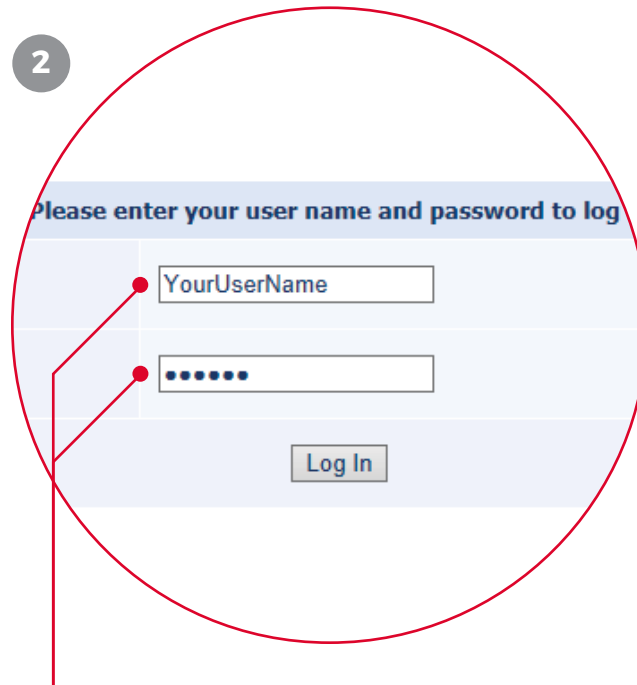 2
Please enter your user name and password to log
YourUserName
••••••
Log In